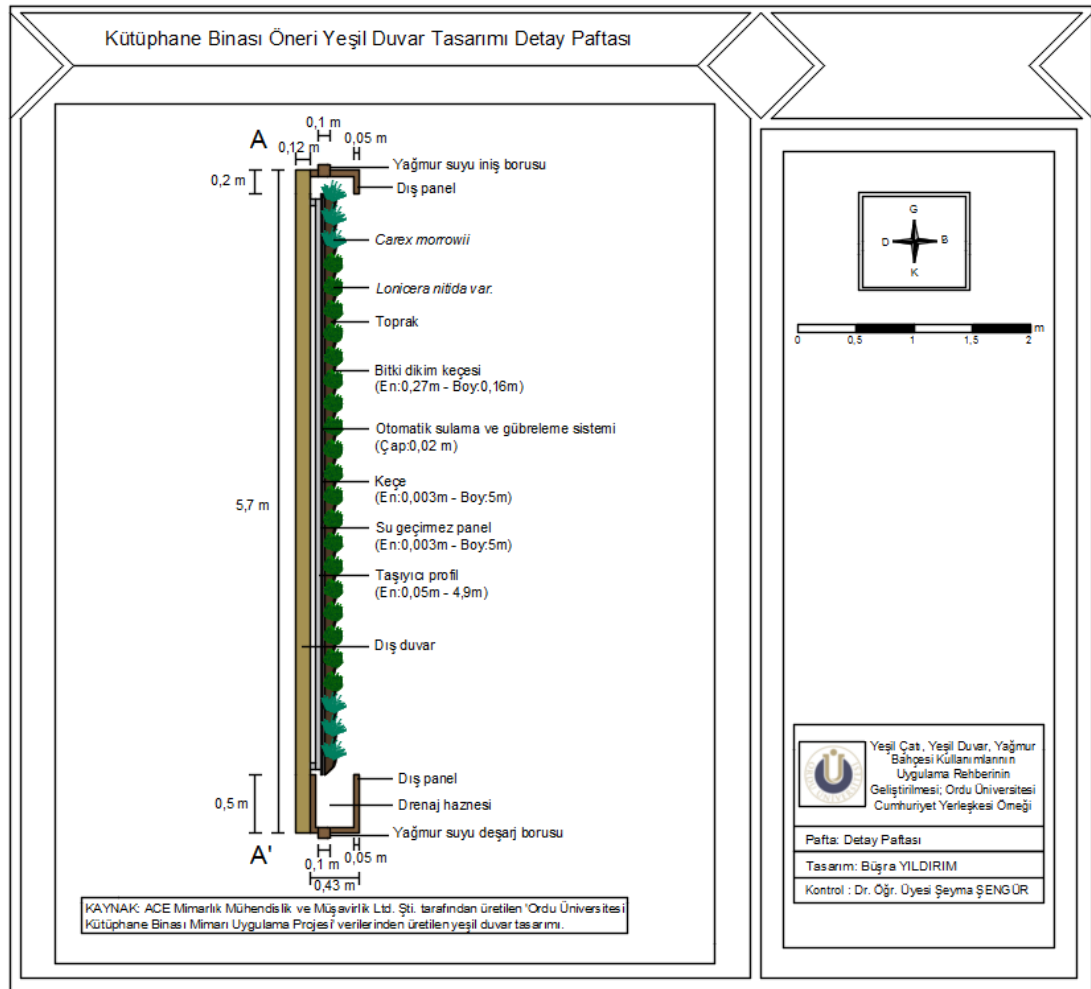 Kütüphane Binası Öneri Yeşil Duvar Tasarımı Detay Paftası
A
0,1 m
0,05 m
0,12 m
0,2 m
Yağmur suyu iniş borusu
Dış panel
Carex morrowii
Lonicera nitida var.
Toprak
Bitki dikim keçesi
(En:0,27m - Boy:0,16m)
Otomatik sulama ve gübreleme sistemi
(Çap:0,02 m)
Keçe
(En:0,003m - Boy:5m)
5,7 m
Su geçirmez panel
(En:0,003m - Boy:5m)
Taşıyıcı profil
(En:0,05m - 4,9m)
Dış duvar
Dış panel
0,5 m
Drenaj haznesi
Yağmur suyu deşarj borusu
A'
0,1 m
0,05 m
0,43 m
KAYNAK: ACE Mimarlık Mühendislik ve Müşavirlik Ltd. Şti. tarafından üretilen 'Ordu Üniversitesi
Kütüphane Binası Mimarı Uygulama Projesi' verilerinden üretilen yeşil duvar tasarımı.
G
D B
K
m
0 0,5 1 1,5 2
Yeşil Çatı, Yeşil Duvar, Yağmur
Bahçesi Kullanımlarının
Uygulama Rehberinin
Geliştirilmesi; Ordu Üniversitesi
Cumhuriyet Yerleşkesi Örneği
Pafta: Detay Paftası
Tasarım: Büşra YILDIRIM
Kontrol : Dr. Öğr. Üyesi Şeyma ŞENGÜR